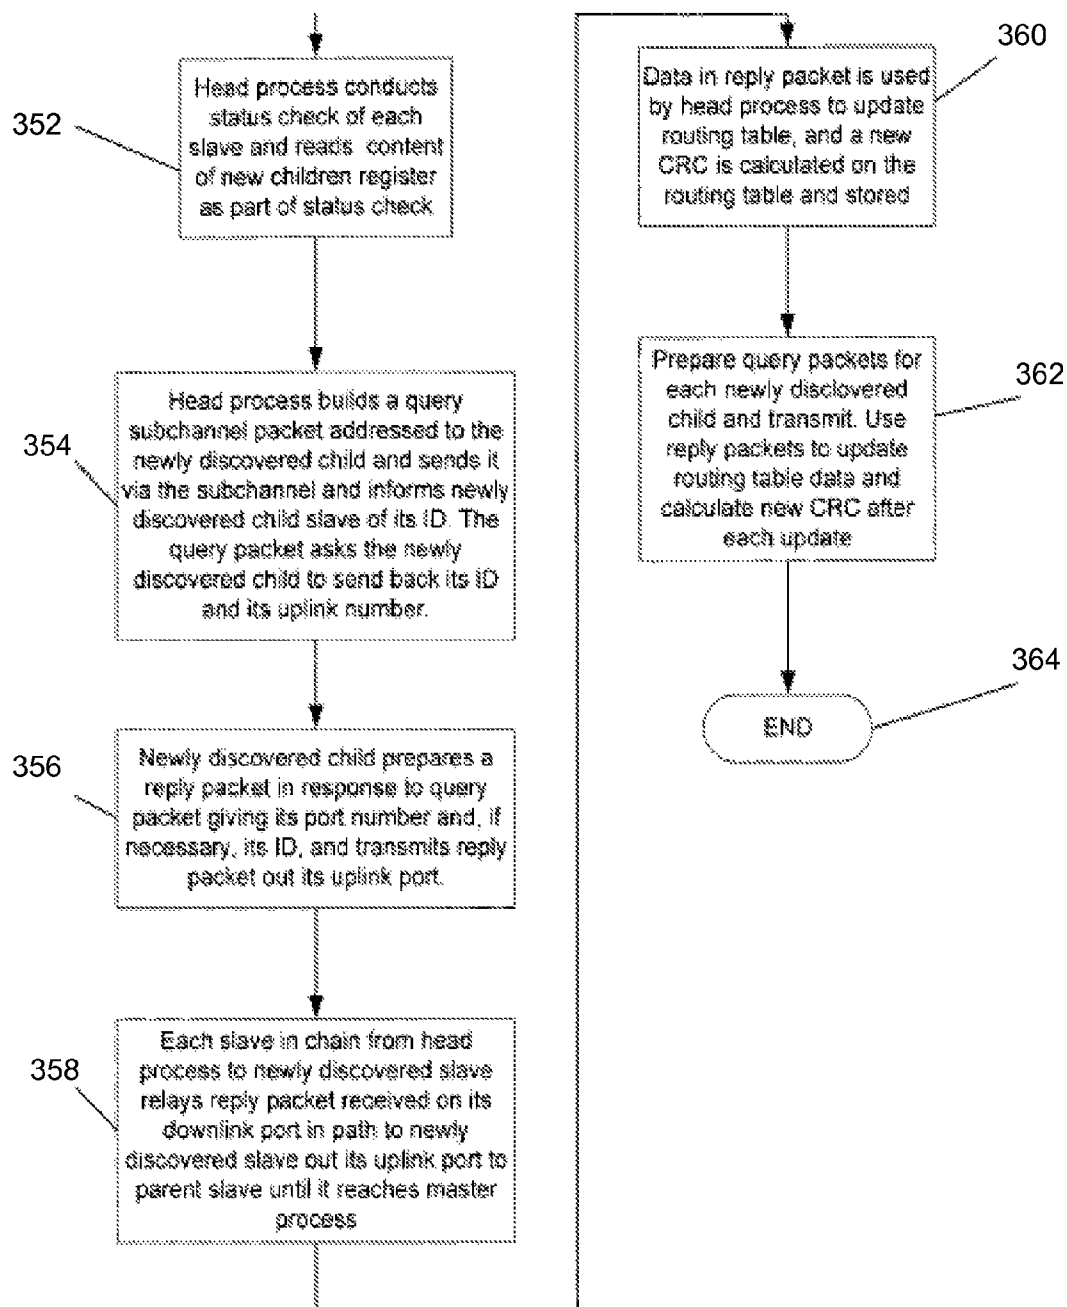 352
Head process conducts
status check of each
slave and reads content
of new children register
as part of status check
354
Head process builds a query
subchannel packet addressed to the
newly discovered child and sends it
via the subchannel and informs newly
discovered child slave of its ID. The
query packet asks the newly
discovered child to send back its ID
and its uplink number.
356
Newly discovered child prepares a
reply packet in response to query
packet giving its port number and, if
necessary, its ID, and transmits reply
packet out its uplink port.
358
Each slave in chain from head
process to newly discovered slave
relays reply packet received on its
downlink port in path to newly
discovered slave out its uplink port to
parent slave until it reaches master
process
360
Data in reply packet is used
by head process to update
routing table, and a new
CRC is calculated on the
routing table and stored
362
Prepare query packets for
each newly disclovered
child and transmit. Use
reply packets to update
routing table data and
calculate new CRC after
each update
364
END